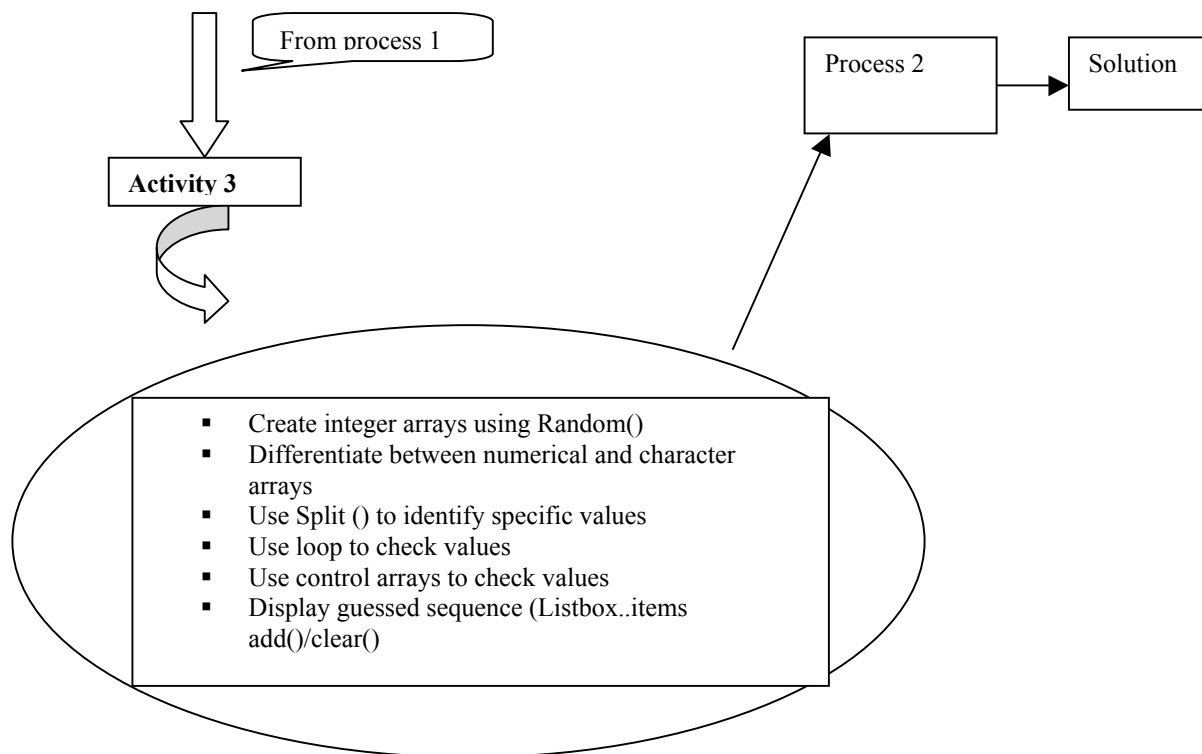 From process 1
Process 2
Solution
Activity 3
▪ Create integer arrays using Random()
▪ Differentiate between numerical and character
arrays
▪ Use Split () to identify specific values
▪ Use loop to check values
▪ Use control arrays to check values
▪ Display guessed sequence (Listbox..items
add()/clear()